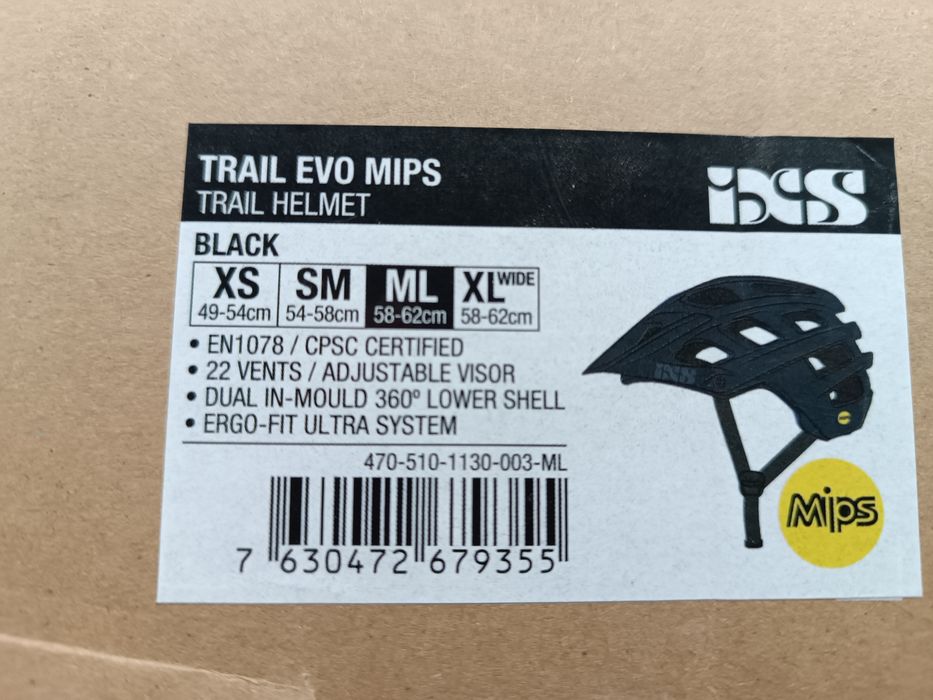 TRAIL EVO MIPS
TRAIL HELMET
iXS
BLACK
XS SM ML XL WIDE
49-54cm 54-58cm 58-62cm 58-62cm
• EN1078 / CPSC CERTIFIED
• 22 VENTS / ADJUSTABLE VISOR
• DUAL IN-MOULD 360º LOWER SHELL
• ERGO-FIT ULTRA SYSTEM
470-510-1130-003-ML
7 630472 679355
iXS
Mips